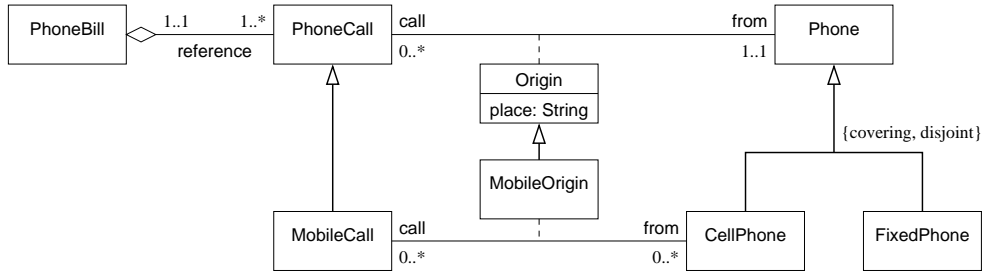 PhoneBill
1..1
1..*
reference
PhoneCall
call
0..*
from
1..1
Phone
Origin
place: String
{covering, disjoint}
MobileOrigin
MobileCall
call
0..*
from
0..*
CellPhone
FixedPhone